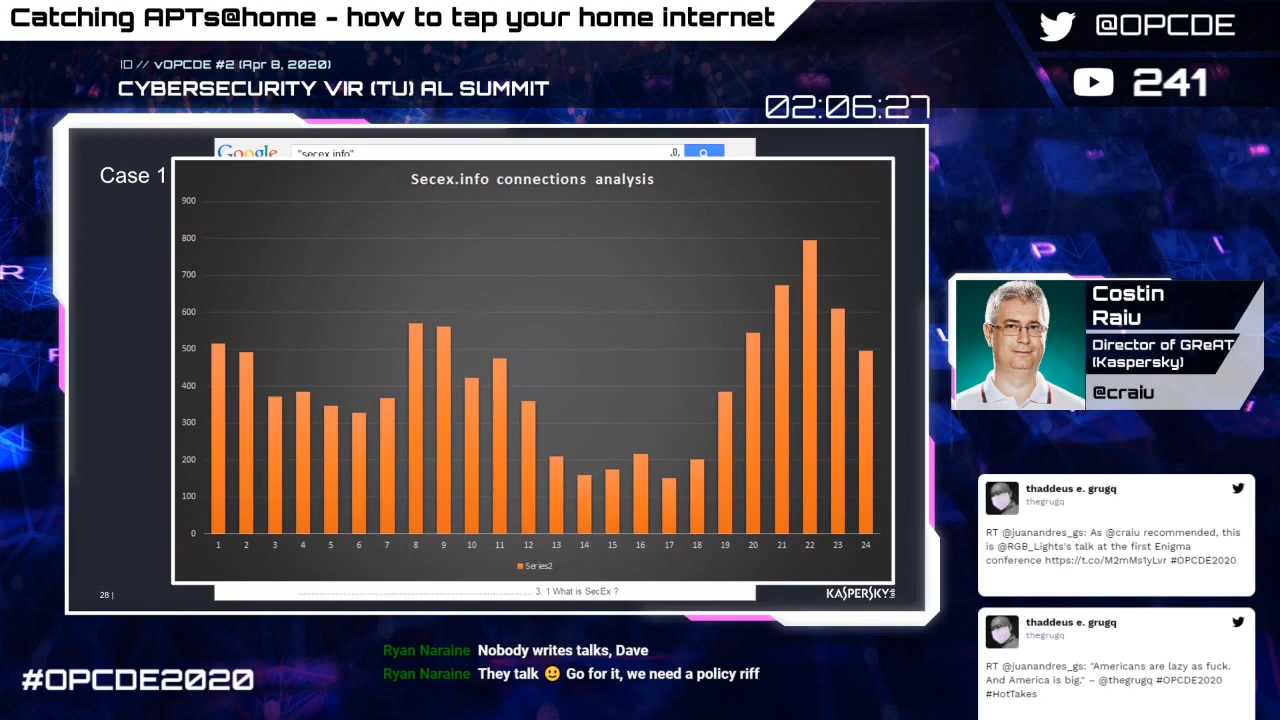 Catching APTs@home - how to tap your home internet
@OPCDE
ID // vOPCDE #2 (Apr 8, 2020)
CYBERSECURITY VIR (TU) AL SUMMIT
241
02:06:27
Google
"secex.info"
Case 1
Secex.info connections analysis
900
800
700
600
500
400
300
200
100
0
1 2 3 4 5 6 7 8 9 10 11 12 13 14 15 16 17 18 19 20 21 22 23 24
Series2
3. 1 What is SecEx ?
28 |
KASPERSKY
Costin
Raiu
Director of GReAT
(Kaspersky)
@craiu
thaddeus e. grugq
thegrugq
RT @juanandres_gs: As @craiu recommended, this
is @RGB_Lights's talk at the first Enigma
conference https://t.co/M2mMs1yLvr #OPCDE2020
thaddeus e. grugq
thegrugq
RT @juanandres_gs: "Americans are lazy as fuck.
And America is big." – @thegrugq #OPCDE2020
#HotTakes
Ryan Naraine Nobody writes talks, Dave
Ryan Naraine They talk 😀 Go for it, we need a policy riff
#OPCDE2020